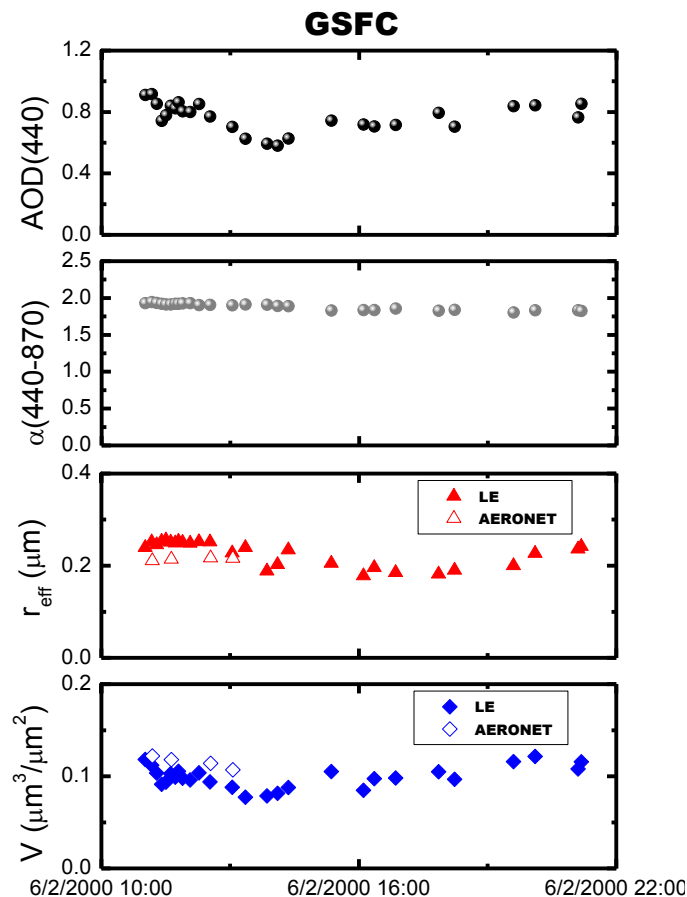 GSFC
1.2
0.8
0.4
0.0
AOD(440)
2.5
2.0
1.5
1.0
0.5
0.0
α(440-870)
0.4
0.2
0.0
r_eff (μm)
LE
AERONET
0.2
0.1
0.0
V (μm³/μm²)
LE
AERONET
6/2/2000 10:00 6/2/2000 16:00 6/2/2000 22:00